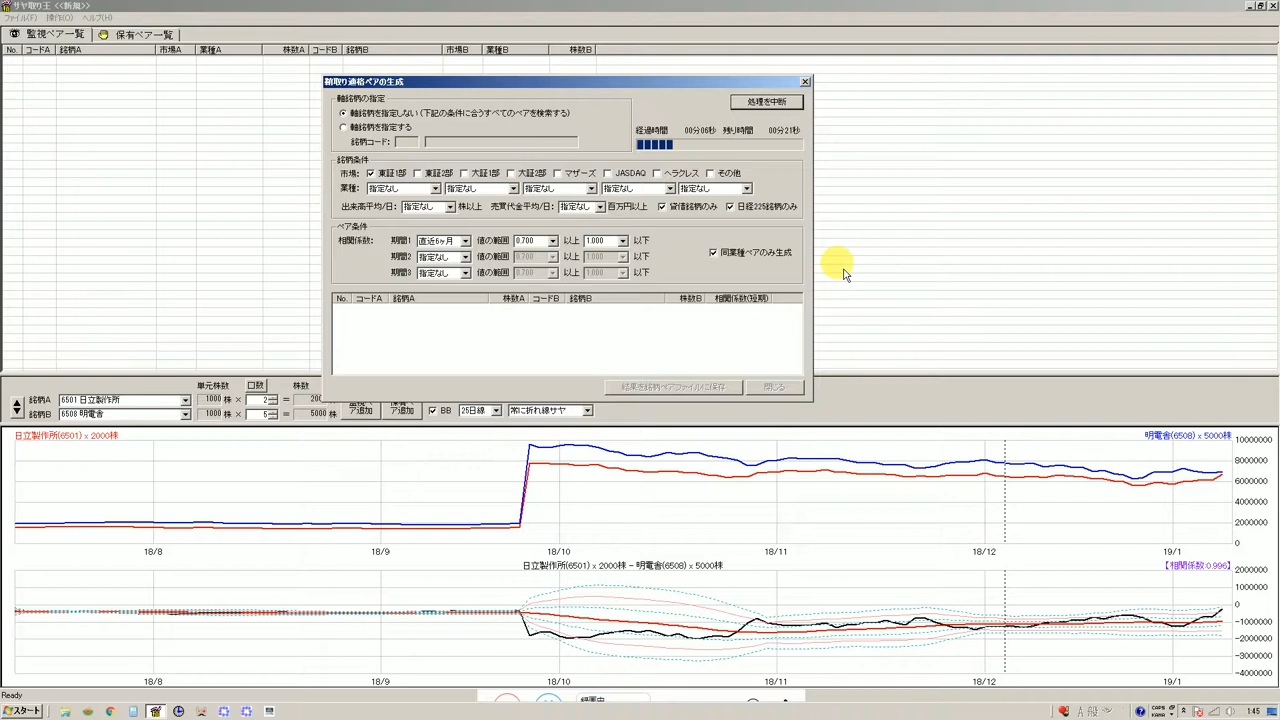 サヤ取り王 <<新規>>
ファイル(F) 操作(O) ヘルプ(H)
監視ペア一覧 保有ペア一覧
No. コードA 銘柄A 市場A 業種A 株数A コードB 銘柄B 市場B 業種B 株数B
鞘取り適格ペアの生成
軸銘柄の指定
処理を中断
軸銘柄を指定しない(下記の条件に合うすべてのペアを検索する)
軸銘柄を指定する
経過時間 00分06秒 残り時間 00分21秒
銘柄コード:
銘柄条件
市場: 東証1部 東証2部 大証1部 大証2部 マザーズ JASDAQ ヘラクレス その他
業種: 指定なし 指定なし 指定なし 指定なし 指定なし
出来高平均/日: 指定なし 株以上 売買代金平均/日: 指定なし 百万円以上 貸借銘柄のみ 日経225銘柄のみ
ペア条件
相関係数: 期間1 直近6ヶ月 値の範囲 0.700 以上 1.000 以下
同業種ペアのみ生成
期間2 指定なし 値の範囲 0.700 以上 1.000 以下
期間3 指定なし 値の範囲 0.700 以上 1.000 以下
No. コードA 銘柄A 株数A コードB 銘柄B 株数B 相関係数(短期)
結果を銘柄ペアファイルに保存 閉じる
単元株数 口数 株数
銘柄A 6501 日立製作所 1000 株 × 2 =
銘柄B 6508 明電舎 1000 株 × 5 = 5000 株
ペア追加 ア追加 BB 25日線 常に折れ線サヤ
日立製作所(6501) x 2000株
明電舎(6508) x 5000株
10000000
8000000
6000000
4000000
2000000
0
18/8 18/9 18/10 18/11 18/12 19/1
日立製作所(6501) x 2000株 - 明電舎(6508) x 5000株
【相関係数:0.996】
2000000
1000000
0
-1000000
-2000000
-3000000
-4000000
18/8 18/9 18/10 18/11 18/12 19/1
Ready
スタート
A 般
CAPS
KANA
1:45